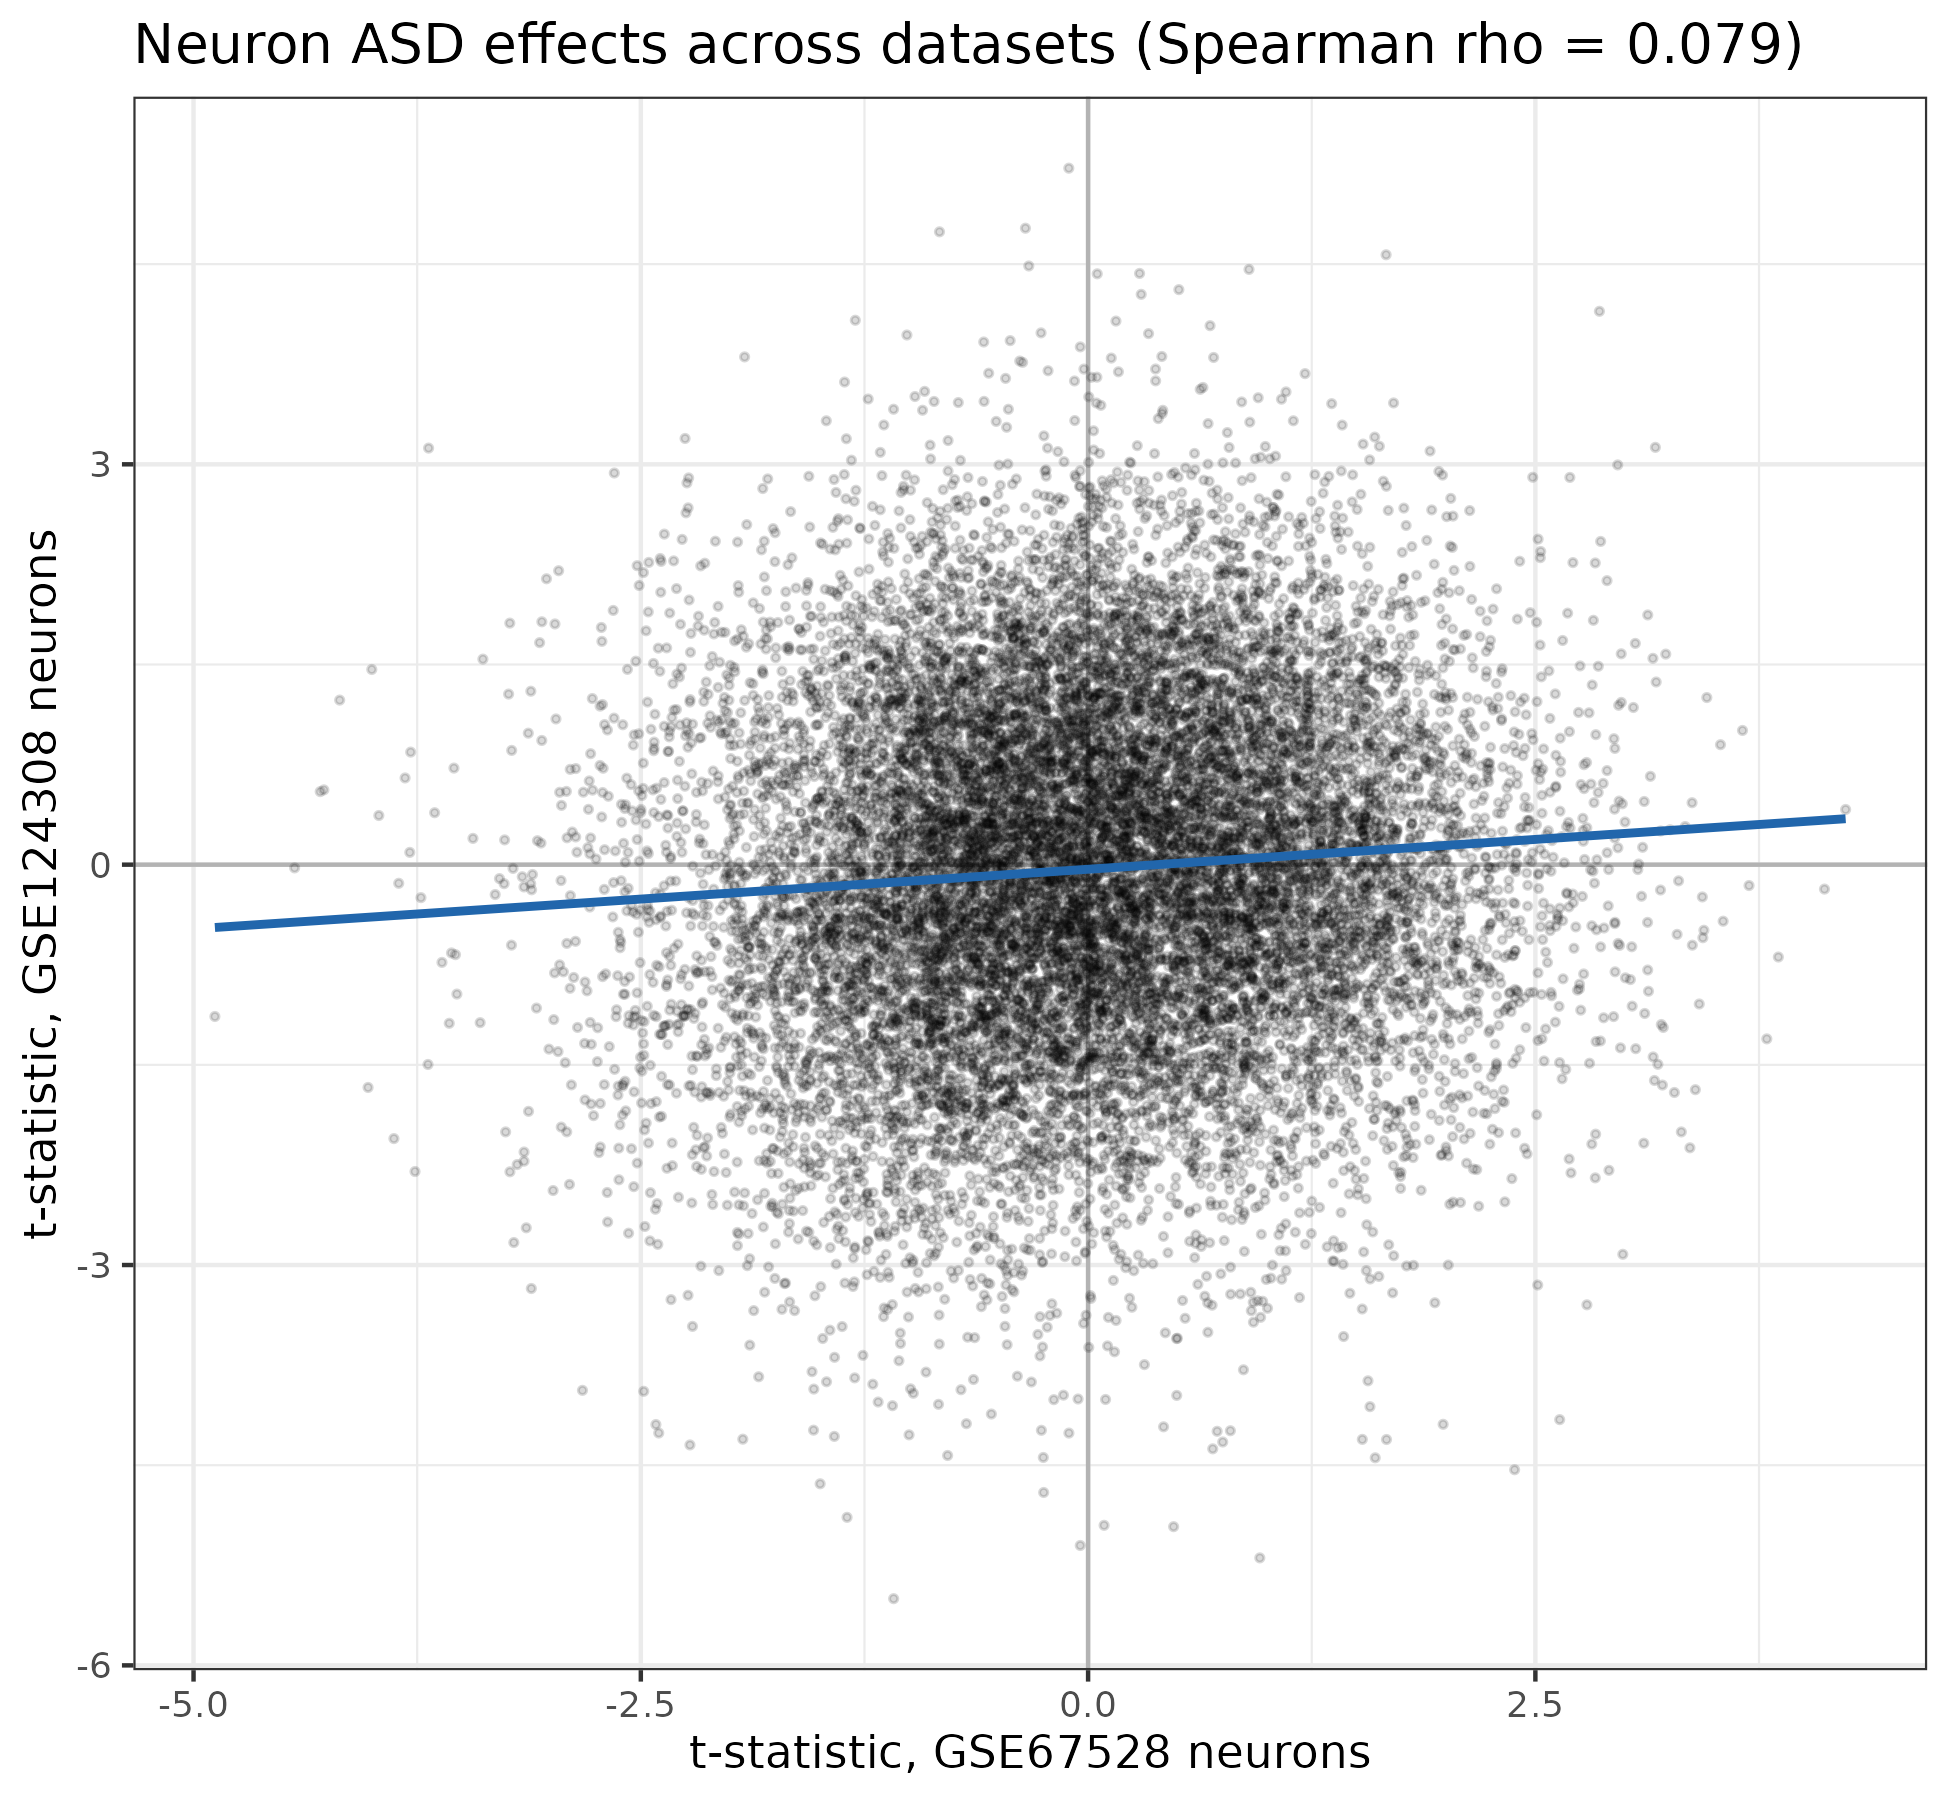 Neuron ASD effects across datasets (Spearman rho = 0.079)
t-statistic, GSE124308 neurons
3
0
-3
-6
-5.0
-2.5
0.0
2.5
t-statistic, GSE67528 neurons